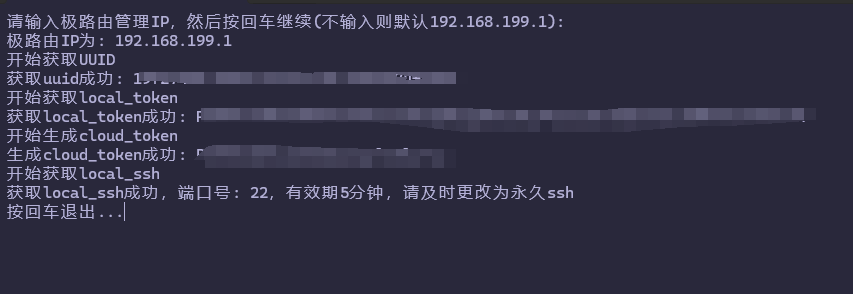 请输入极路由管理IP, 然后按回车继续(不输入则默认192.168.199.1):
极路由IP为: 192.168.199.1
开始获取UUID
获取uuid成功:
开始获取local_token
获取local_token成功:
开始生成cloud_token
生成cloud_token成功:
开始获取local_ssh
获取local_ssh成功, 端口号: 22, 有效期5分钟, 请及时更改为永久ssh
按回车退出...